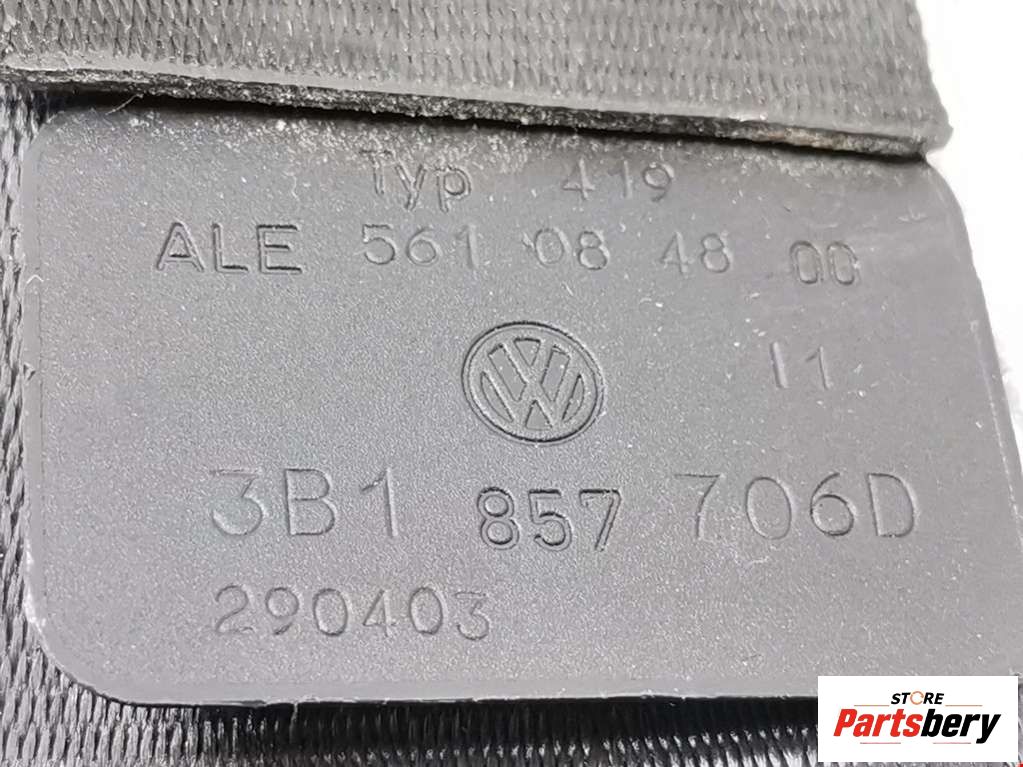 Typ 419
ALE 561 08 48 00
11
3B1 857 706D
290403
STORE
Partsbery